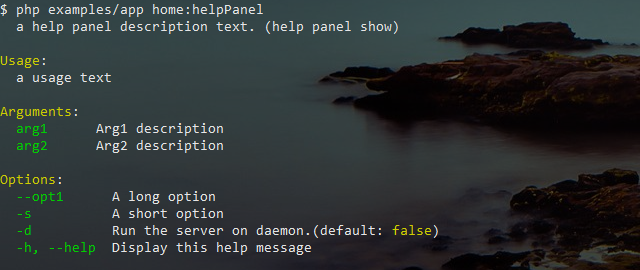 $ php examples/app home:helpPanel
  a help panel description text. (help panel show)

Usage:
  a usage text

Arguments:
  arg1      Arg1 description
  arg2      Arg2 description

Options:
  --opt1      A long option
  -s          A short option
  -d          Run the server on daemon.(default: false)
  -h, --help  Display this help message